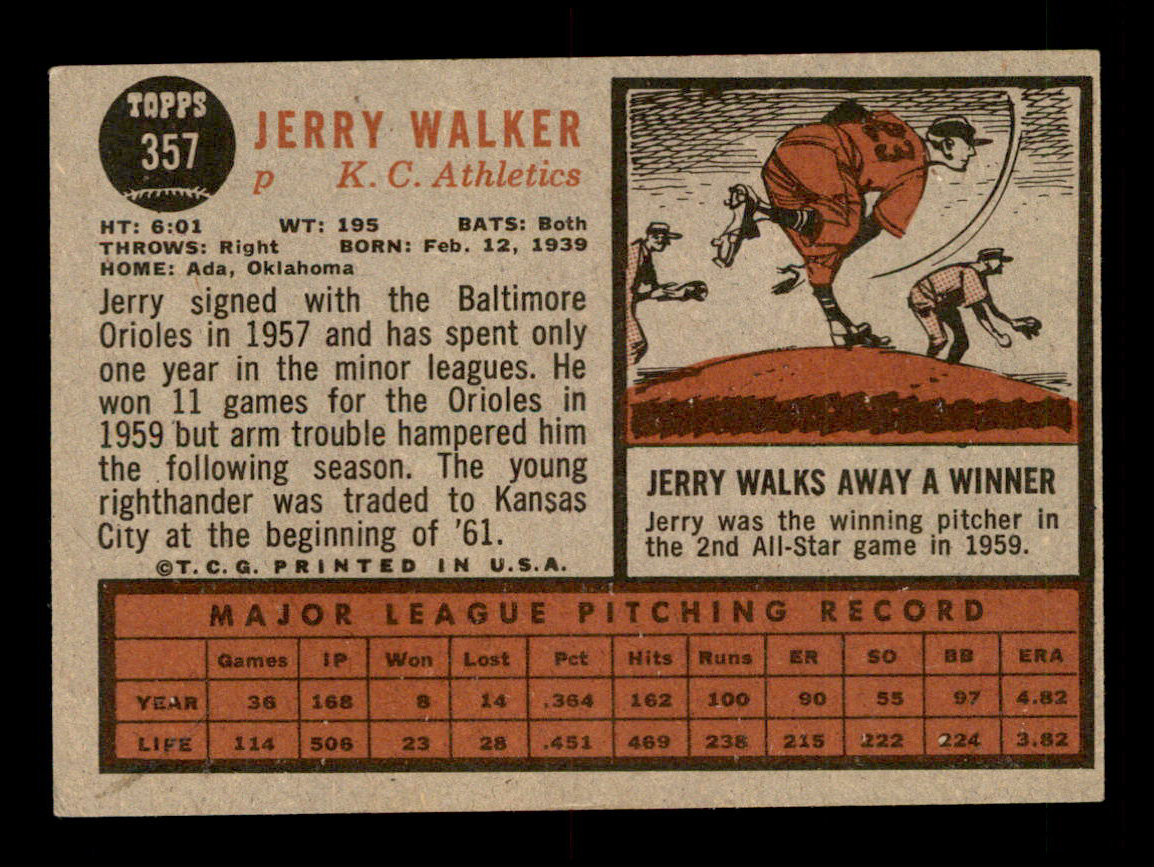 TOPPS
357
JERRY WALKER
p K. C. Athletics
HT: 6:01 WT: 195 BATS: Both
THROWS: Right BORN: Feb. 12, 1939
HOME: Ada, Oklahoma
Jerry signed with the Baltimore
Orioles in 1957 and has spent only
one year in the minor leagues. He
won 11 games for the Orioles in
1959 but arm trouble hampered him
the following season. The young
righthander was traded to Kansas
City at the beginning of '61.
©T. C. G. PRINTED IN U.S.A.
23
JERRY WALKS AWAY A WINNER
Jerry was the winning pitcher in
the 2nd All-Star game in 1959.
MAJOR LEAGUE PITCHING RECORD
Games IP Won Lost Pct Hits Runs ER SO BB ERA
YEAR 36 168 8 14 .364 162 100 90 55 97 4.82
LIFE 114 506 23 28 .451 469 238 215 222 224 3.82